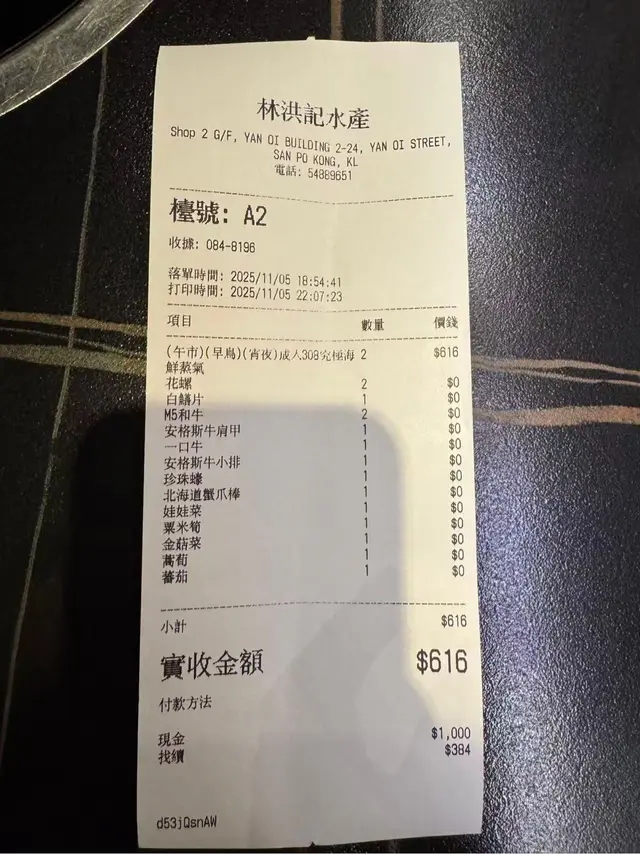 林洪記水產
Shop 2 G/F, YAN OI BUILDING 2-24, YAN OI STREET,
SAN PO KONG, KL
電話: 54889651
檯號: A2
收據: 084-8196
落單時間: 2025/11/05 18:54:41
打印時間: 2025/11/05 22:07:23
項目 數量 價錢
(午市)(早鳥)(宵夜)成人308究極海 2 $616
鮮蒸氣
花螺 2 $0
白鱔片 1 $0
M5和牛 2 $0
安格斯牛肩甲 1 $0
一口牛 1 $0
安格斯牛小排 1 $0
珍珠蠔 1 $0
北海道蟹爪棒 1 $0
娃娃菜 1 $0
粟米筍 1 $0
金菇菜 1 $0
蒿萄 1 $0
蕃茄 1 $0
小計 $616
實收金額 $616
付款方法
現金 $1,000
找續 $384
d53jQsnAW